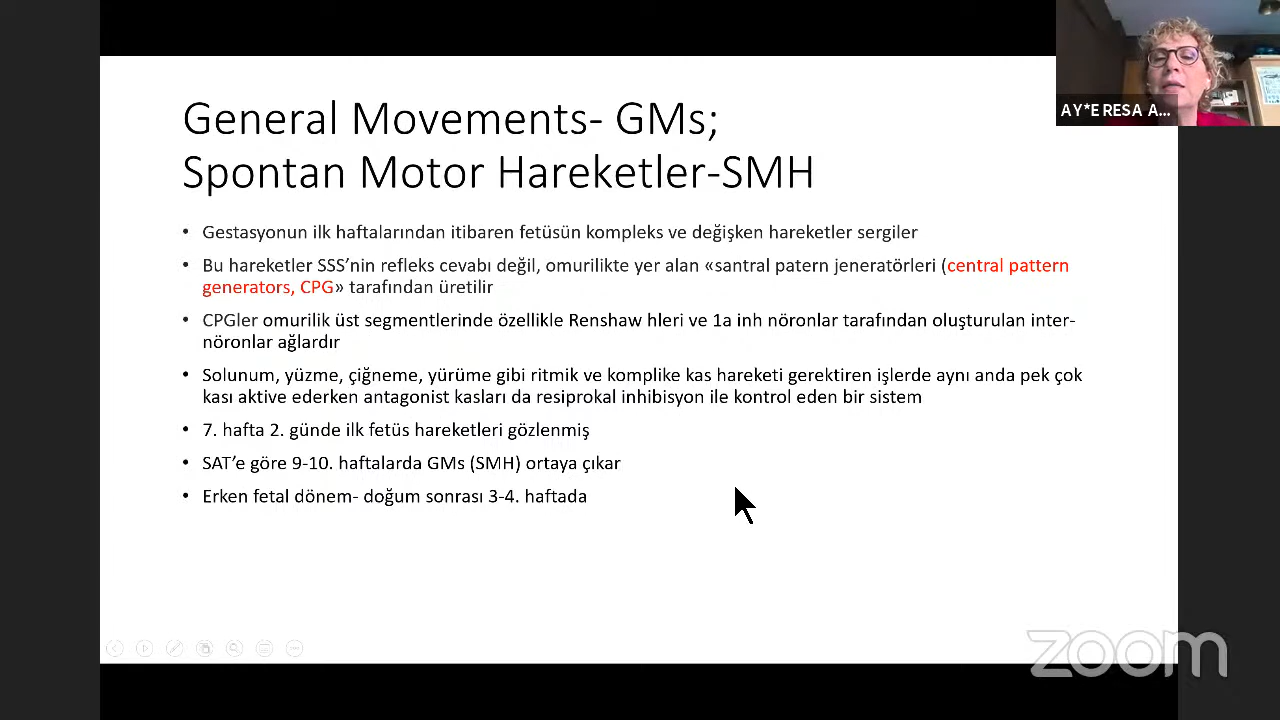 General Movements- GMs;
Spontan Motor Hareketler-SMH
• Gestasyonun ilk haftalarından itibaren fetüsün kompleks ve değişken hareketler sergiler
• Bu hareketler SSS’nin refleks cevabı değil, omurilikte yer alan «santral patern jeneratörleri (central pattern
generators, CPG» tarafından üretilir
• CPGler omurilik üst segmentlerinde özellikle Renshaw hleri ve 1a inh nöronlar tarafından oluşturulan inter-
nöronlar ağlardır
• Solunum, yüzme, çiğneme, yürüme gibi ritmik ve komplike kas hareketi gerektiren işlerde aynı anda pek çok
kası aktive ederken antagonist kasları da resiprokal inhibisyon ile kontrol eden bir sistem
• 7. hafta 2. günde ilk fetüs hareketleri gözlenmiş
• SAT’e göre 9-10. haftalarda GMs (SMH) ortaya çıkar
• Erken fetal dönem- doğum sonrası 3-4. haftada
AY*E RESA A...
zoom